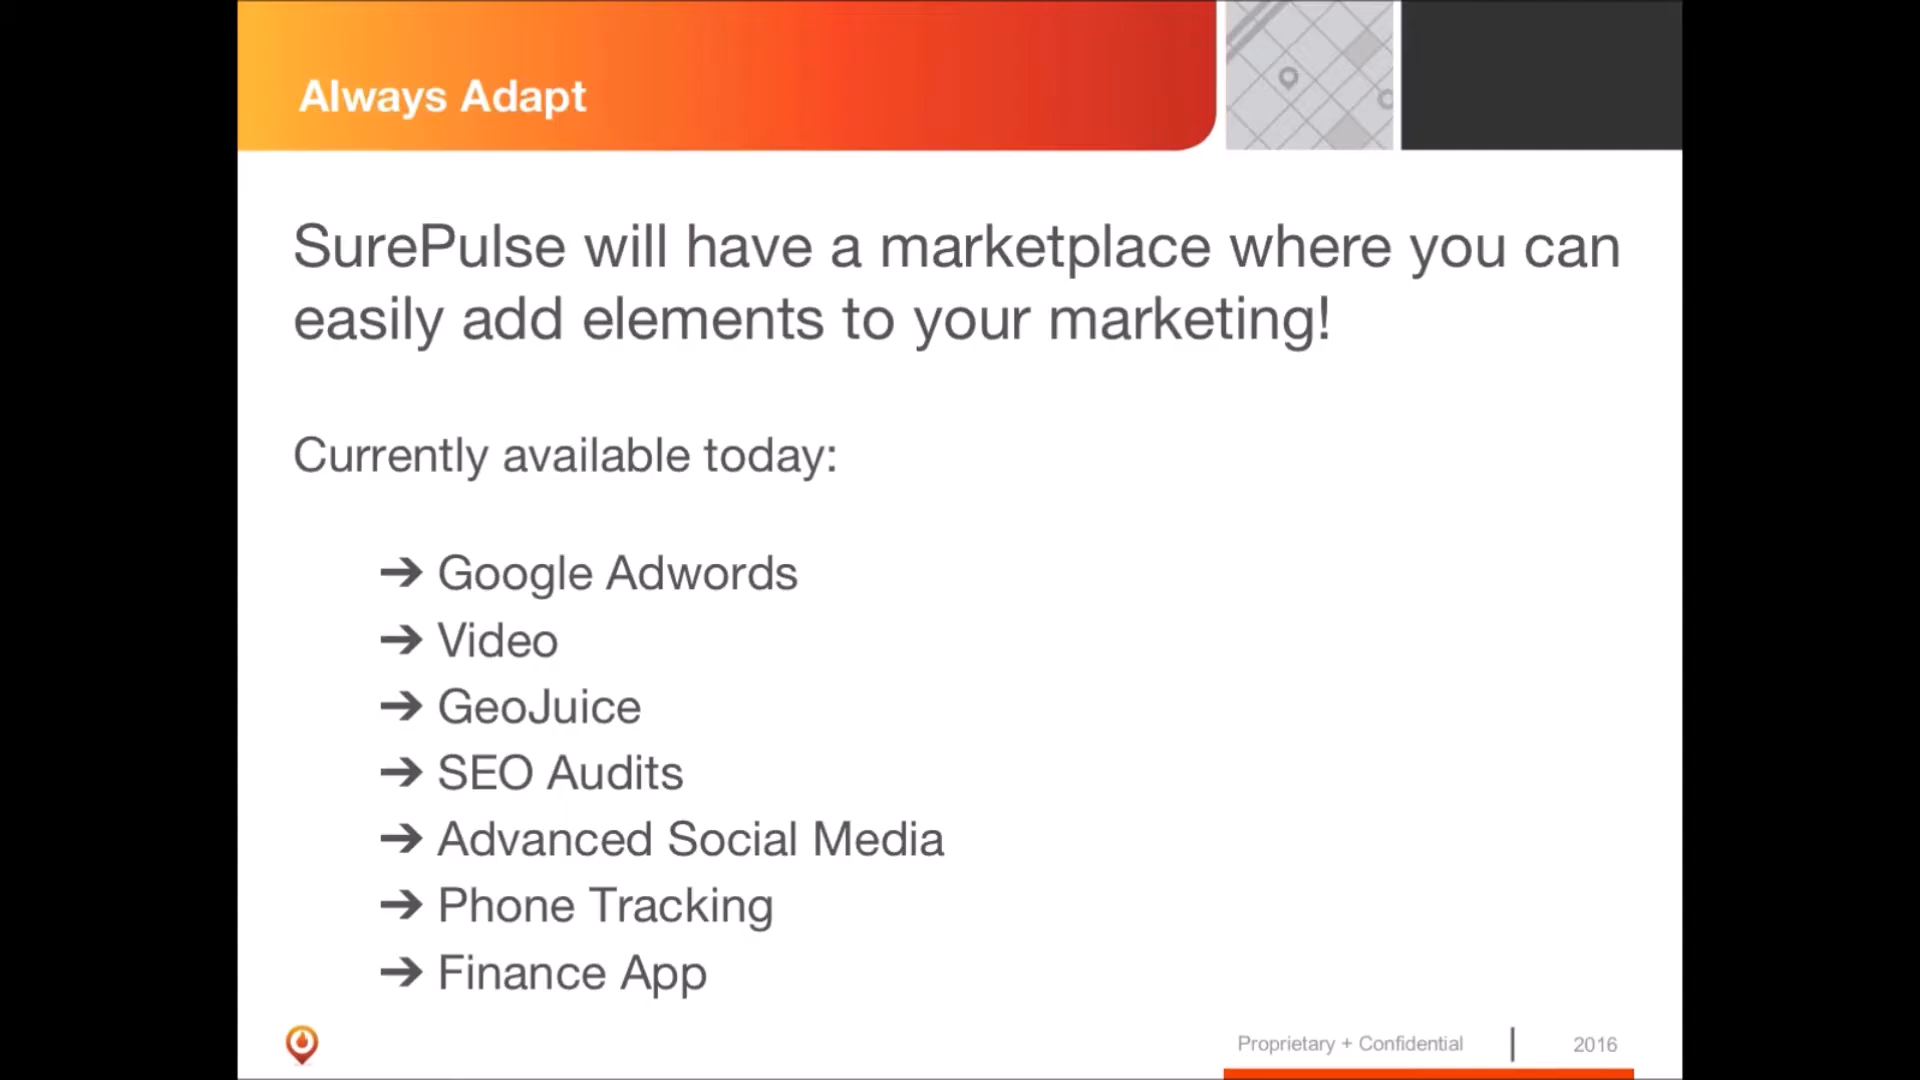 Always Adapt
SurePulse will have a marketplace where you can
easily add elements to your marketing!
Currently available today:
➔ Google Adwords
➔ Video
➔ GeoJuice
➔ SEO Audits
➔ Advanced Social Media
➔ Phone Tracking
➔ Finance App
Proprietary + Confidential | 2016